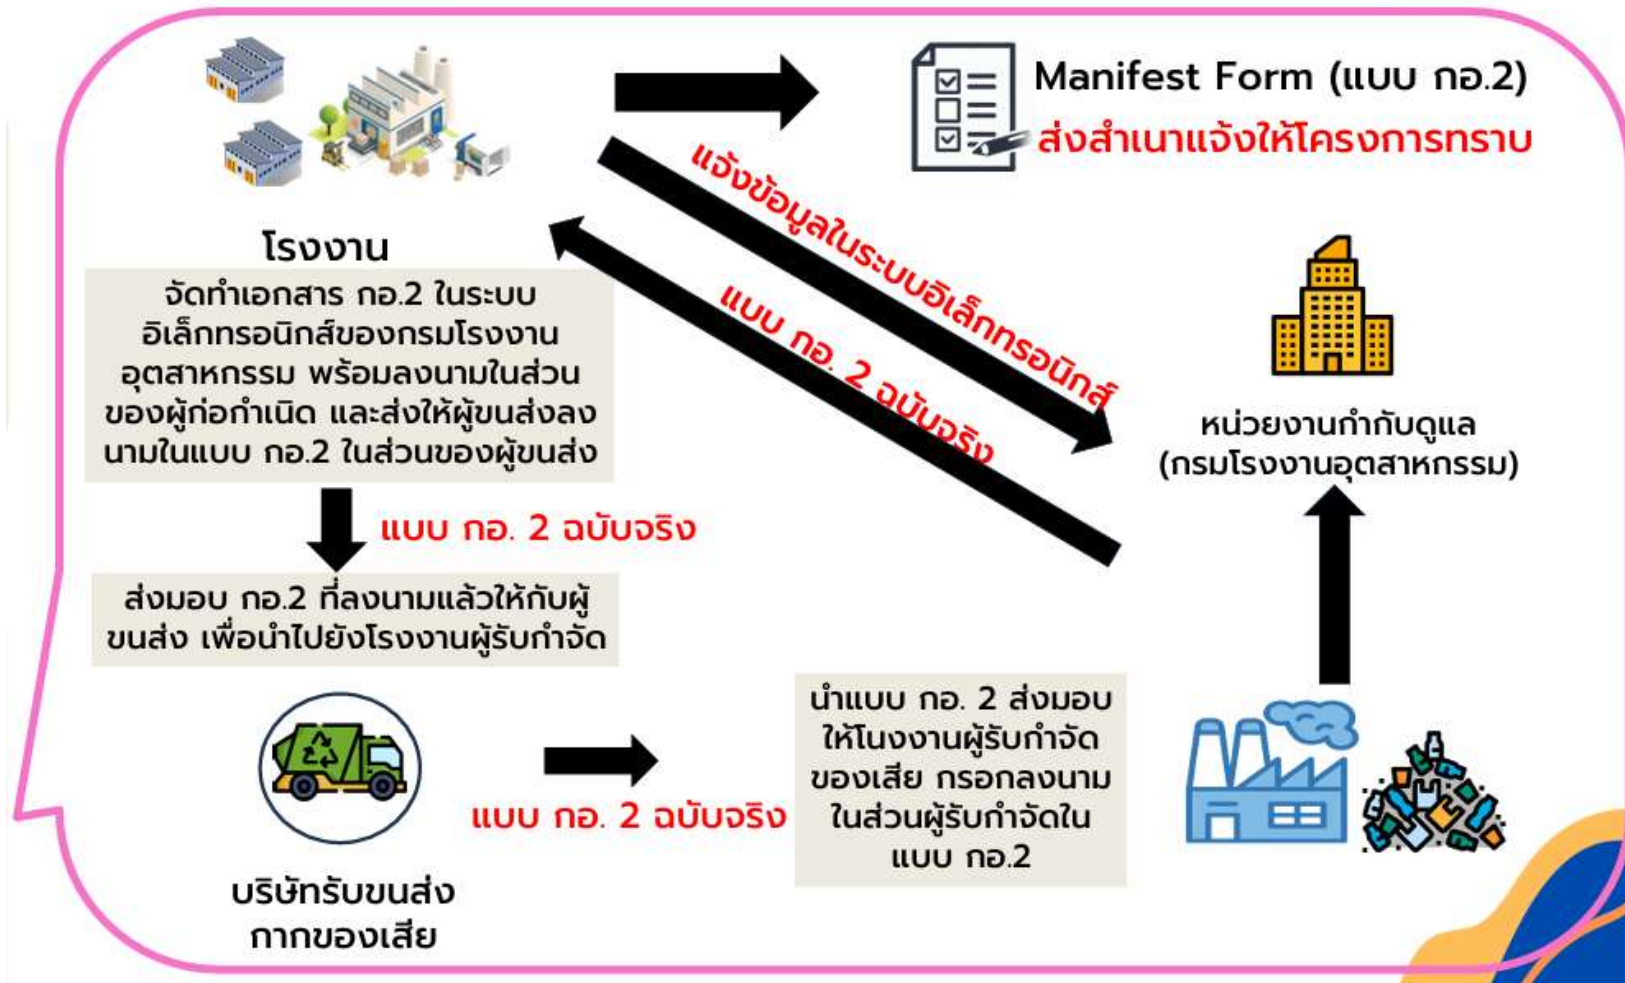 Manifest Form (แบบ กอ.2)
ส่งสำเนาแจ้งให้โครงการทราบ
แจ้งข้อมูลในระบบอิเล็กทรอนิกส์
แบบ กอ. 2 ฉบับจริง
โรงงาน
จัดทำเอกสาร กอ.2 ในระบบ
อิเล็กทรอนิกส์ของกรมโรงงาน
อุตสาหกรรม พร้อมลงนามในส่วน
ของผู้ก่อกำเนิด และส่งให้ผู้ขนส่งลง
นามในแบบ กอ.2 ในส่วนของผู้ขนส่ง
หน่วยงานกำกับดูแล
(กรมโรงงานอุตสาหกรรม)
แบบ กอ. 2 ฉบับจริง
ส่งมอบ กอ.2 ที่ลงนามแล้วให้กับผู้
ขนส่ง เพื่อนำไปยังโรงงานผู้รับกำจัด
แบบ กอ. 2 ฉบับจริง
นำแบบ กอ. 2 ส่งมอบ
ให้โนงงานผู้รับกำจัด
ของเสีย กรอกลงนาม
ในส่วนผู้รับกำจัดใน
แบบ กอ.2
บริษัทรับขนส่ง
กากของเสีย